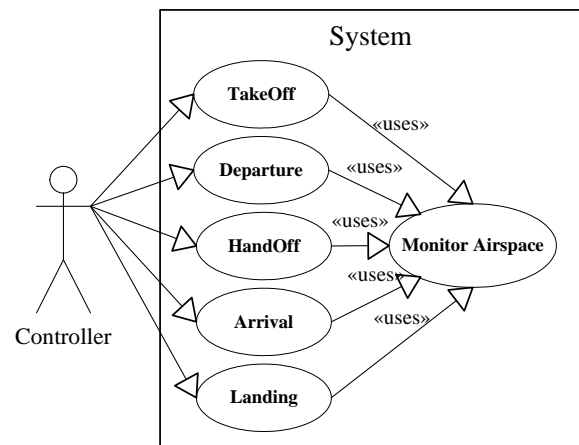 System
TakeOff
«uses»
Departure
«uses»
HandOff
«uses»
Monitor Airspace
Arrival
«uses»
Landing
«uses»
Controller